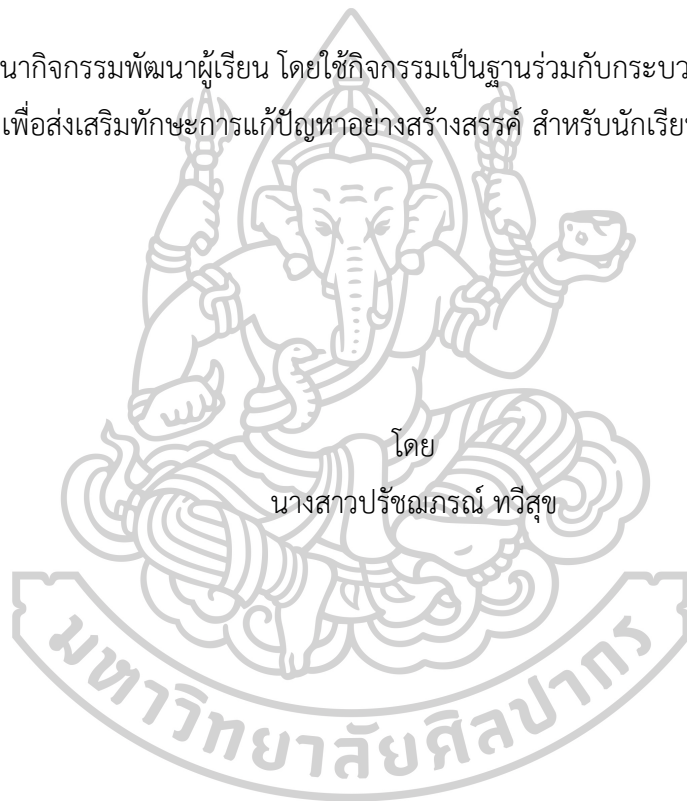 นากิจกรรมพัฒนาผู้เรียน โดยใช้กิจกรรมเป็นฐานร่วมกับกระบว
เพื่อส่งเสริมทักษะการแก้ปัญหาอย่างสร้างสรรค์ สำหรับนักเรีย
โดย
นางสาวปรัชฌภรณ์ ทวีสุข
มหาวิทยาลัยศิลปากร